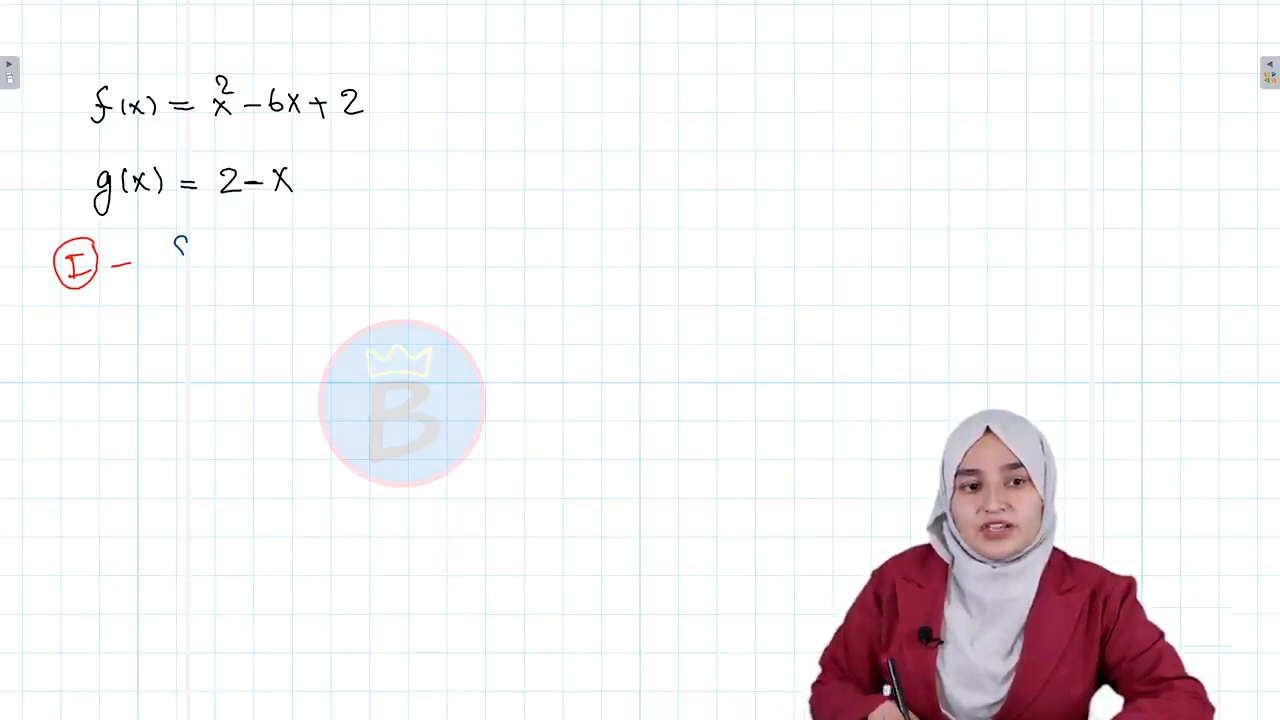 f(x) = x² - 6x + 2
g(x) = 2 - x
I -
B